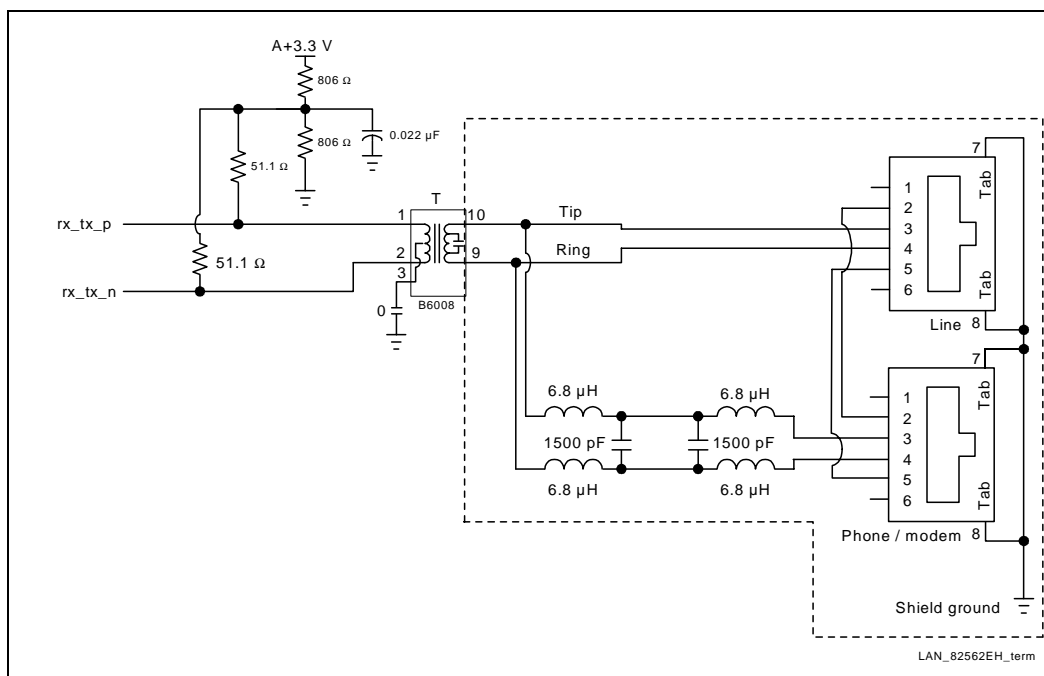 A+3.3 V
806 Ω
806 Ω
0.022 µF
51.1 Ω
51.1 Ω
rx_tx_p
rx_tx_n
T
1
2
3
10
9
0
B6008
Tip
Ring
7
Tab
1
2
3
4
5
6
Tab
Line
8
7
Tab
1
2
3
4
5
6
Tab
Phone / modem
8
6.8 µH
6.8 µH
1500 pF
1500 pF
6.8 µH
6.8 µH
Shield ground
LAN_82562EH_term